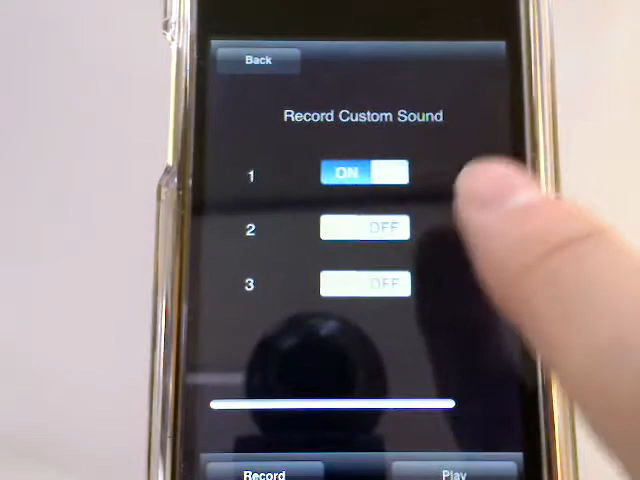 Back
Record Custom Sound
1 ON
2 OFF
3 OFF
Record Play